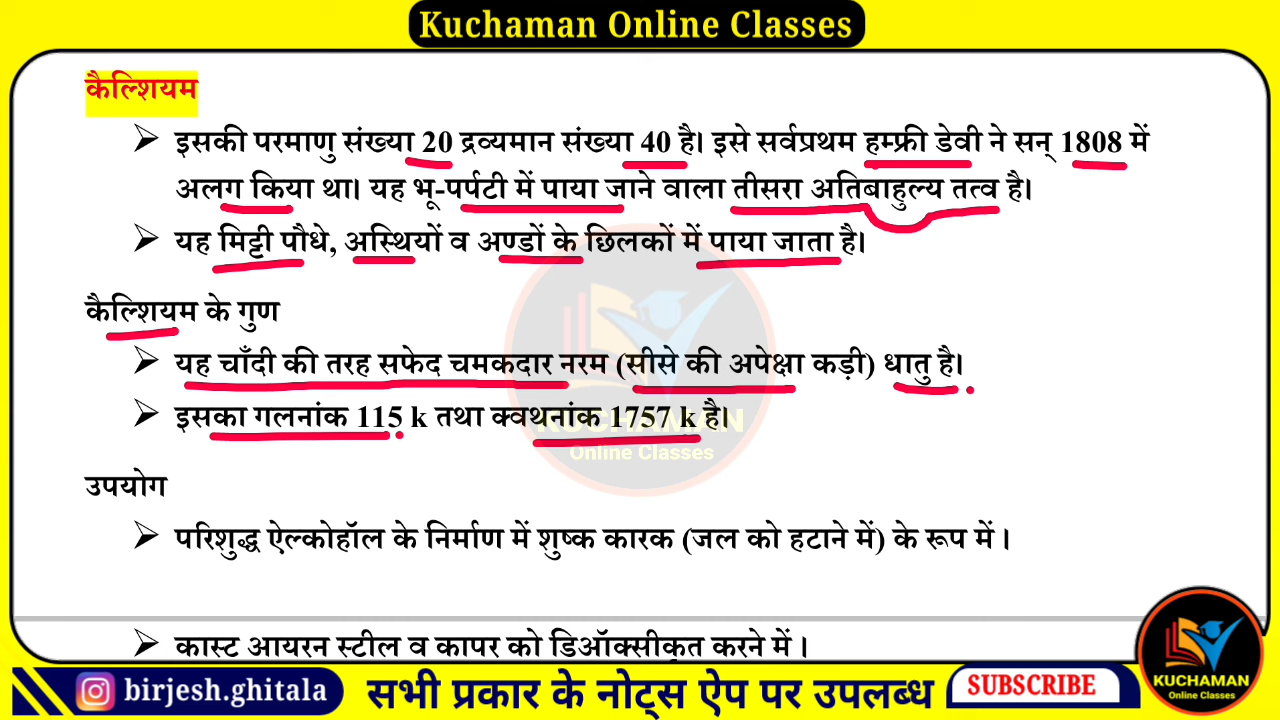 Kuchaman Online Classes
कैल्शियम
➢ इसकी परमाणु संख्या 20 द्रव्यमान संख्या 40 है। इसे सर्वप्रथम हम्फ्री डेवी ने सन् 1808 में
अलग किया था। यह भू-पर्पटी में पाया जाने वाला तीसरा अतिबाहुल्य तत्व है।
➢ यह मिट्टी पौधे, अस्थियों व अण्डों के छिलकों में पाया जाता है।
कैल्शियम के गुण
➢ यह चाँदी की तरह सफेद चमकदार नरम (सीसे की अपेक्षा कड़ी) धातु है।
➢ इसका गलनांक 115 k तथा क्वथनांक 1757 k है।
KUCHAMAN
Online Classes
उपयोग
➢ परिशुद्ध ऐल्कोहॉल के निर्माण में शुष्क कारक (जल को हटाने में) के रूप में ।
➢ कास्ट आयरन स्टील व कापर को डिऑक्सीकृत करने में ।
birjesh.ghitala
सभी प्रकार के नोट्स ऐप पर उपलब्ध
SUBSCRIBE
KUCHAMAN
Online Classes